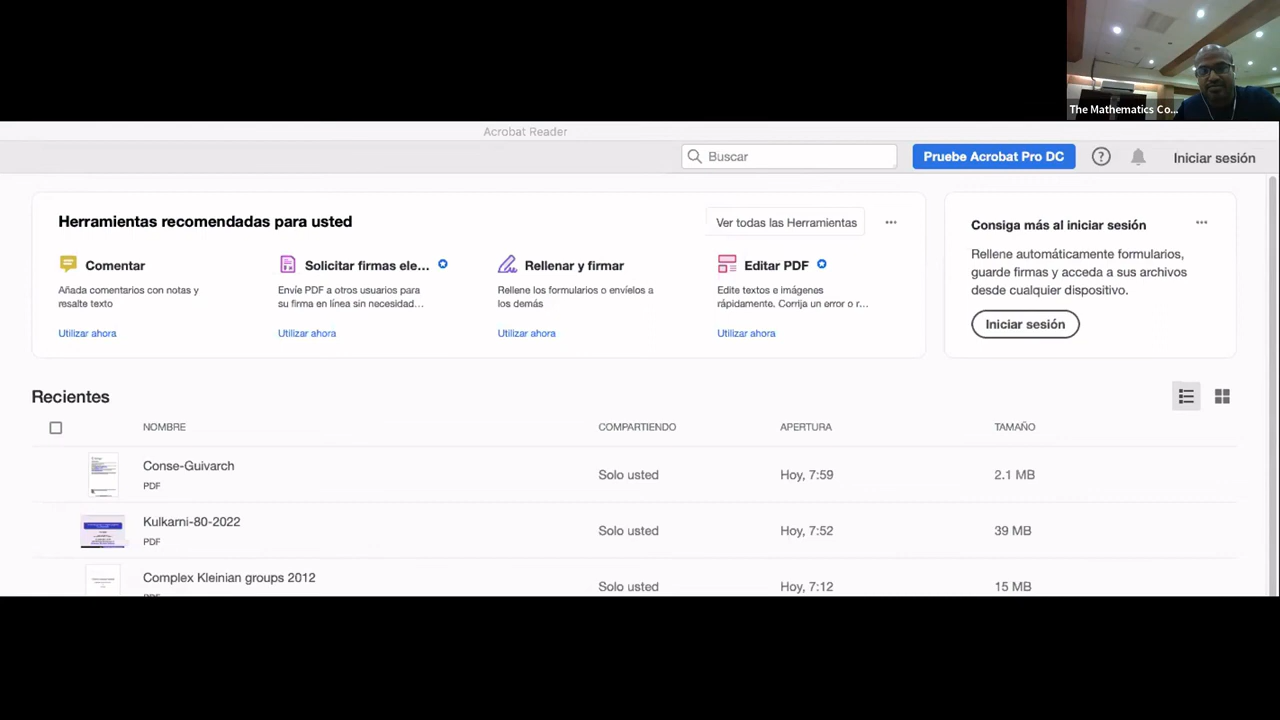 The Mathematics Co...
Acrobat Reader
Buscar
Pruebe Acrobat Pro DC
?
Iniciar sesión
Herramientas recomendadas para usted
Ver todas las Herramientas
Comentar
Añada comentarios con notas y
resalte texto
Utilizar ahora
Solicitar firmas ele...
Envíe PDF a otros usuarios para
su firma en línea sin necesidad...
Utilizar ahora
Rellenar y firmar
Rellene los formularios o envíelos a
los demás
Utilizar ahora
Editar PDF
Edite textos e imágenes
rápidamente. Corrija un error o r...
Utilizar ahora
Consiga más al iniciar sesión
Rellene automáticamente formularios,
guarde firmas y acceda a sus archivos
desde cualquier dispositivo.
Iniciar sesión
Recientes
NOMBRE COMPARTIENDO APERTURA TAMAÑO
Conse-Guivarch
PDF
Solo usted Hoy, 7:59 2.1 MB
Kulkarni-80-2022
PDF
Solo usted Hoy, 7:52 39 MB
Complex Kleinian groups 2012
PDF
Solo usted Hoy, 7:12 15 MB